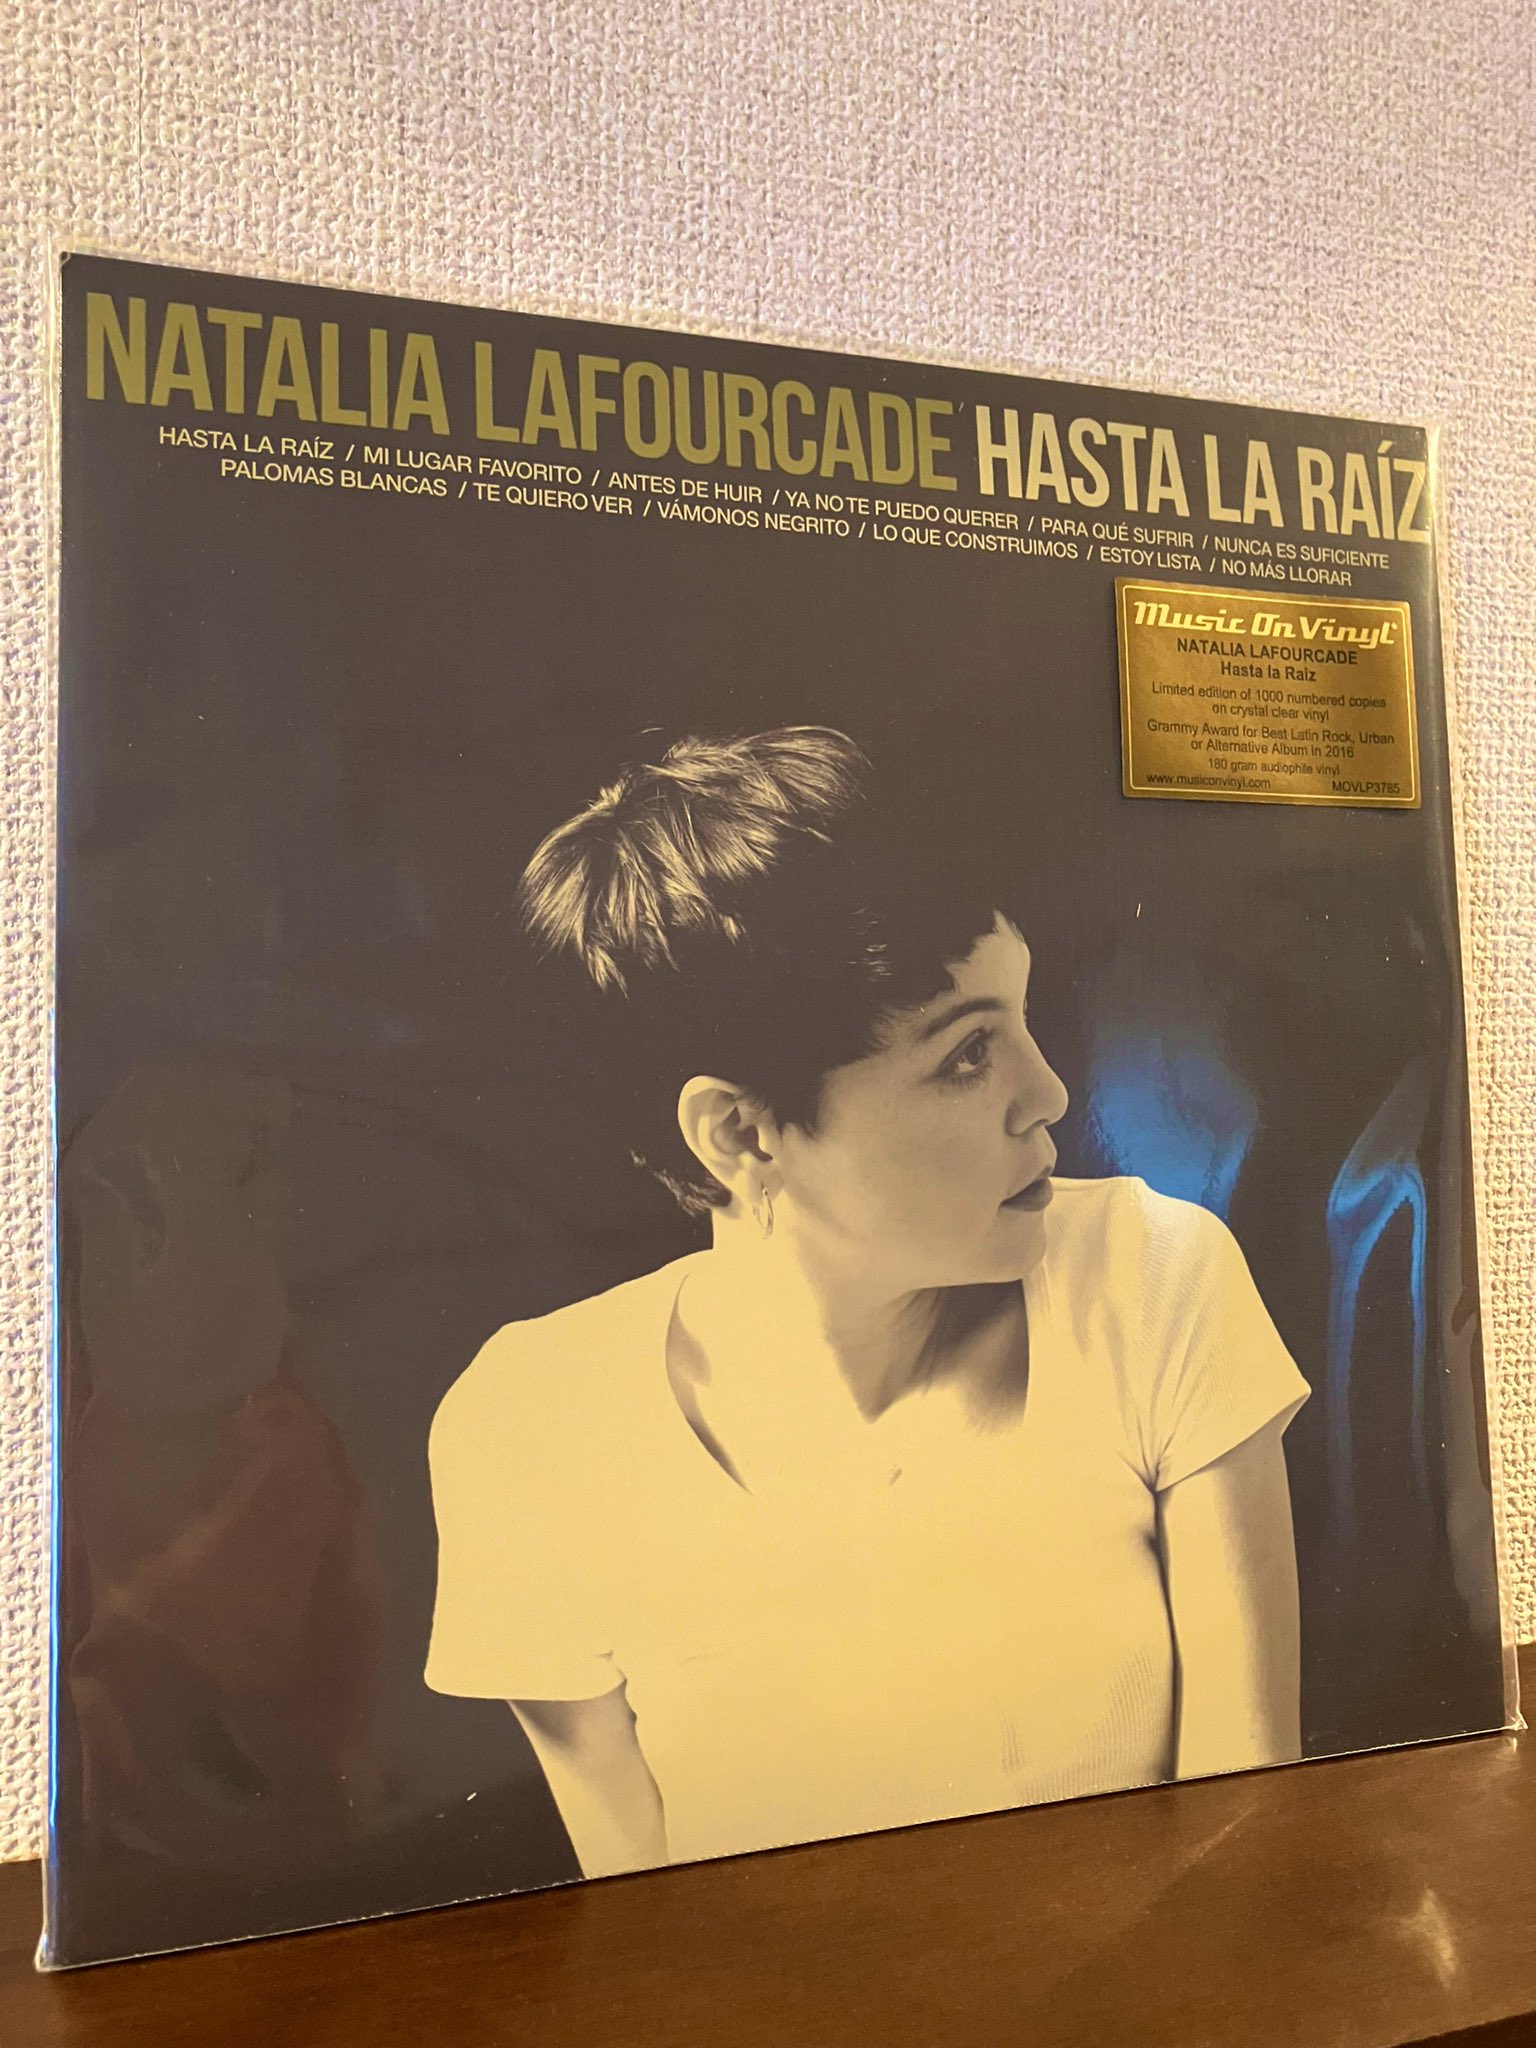 NATALIA LAFOURCADE HASTA LA RAÍZ
HASTA LA RAÍZ / MI LUGAR FAVORITO / ANTES DE HUIR / YA NO TE PUEDO QUERER / PARA QUÉ SUFRIR / NUNCA ES SUFICIENTE
PALOMAS BLANCAS / TE QUIERO VER / VÁMONOS NEGRITO / LO QUE CONSTRUIMOS / ESTOY LISTA / NO MÁS LLORAR
Music On Vinyl
NATALIA LAFOURCADE
Hasta la Raiz
Limited edition of 1000 numbered copies
on crystal clear vinyl
Grammy Award for Best Latin Rock, Urban
or Alternative Album in 2016
180 gram audiophile vinyl
www.musiconvinyl.com MOVLP3785